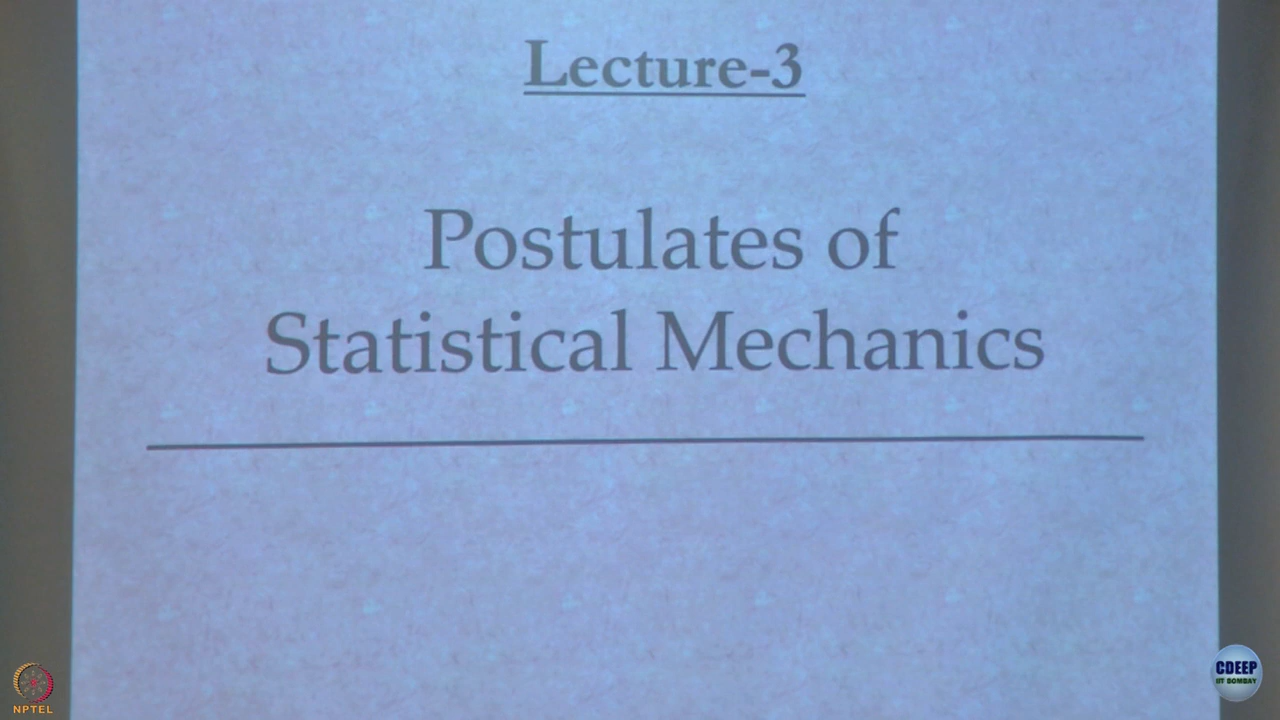 Lecture-3
Postulates of
Statistical Mechanics
NPTEL
CDEEP
IIT BOMBAY